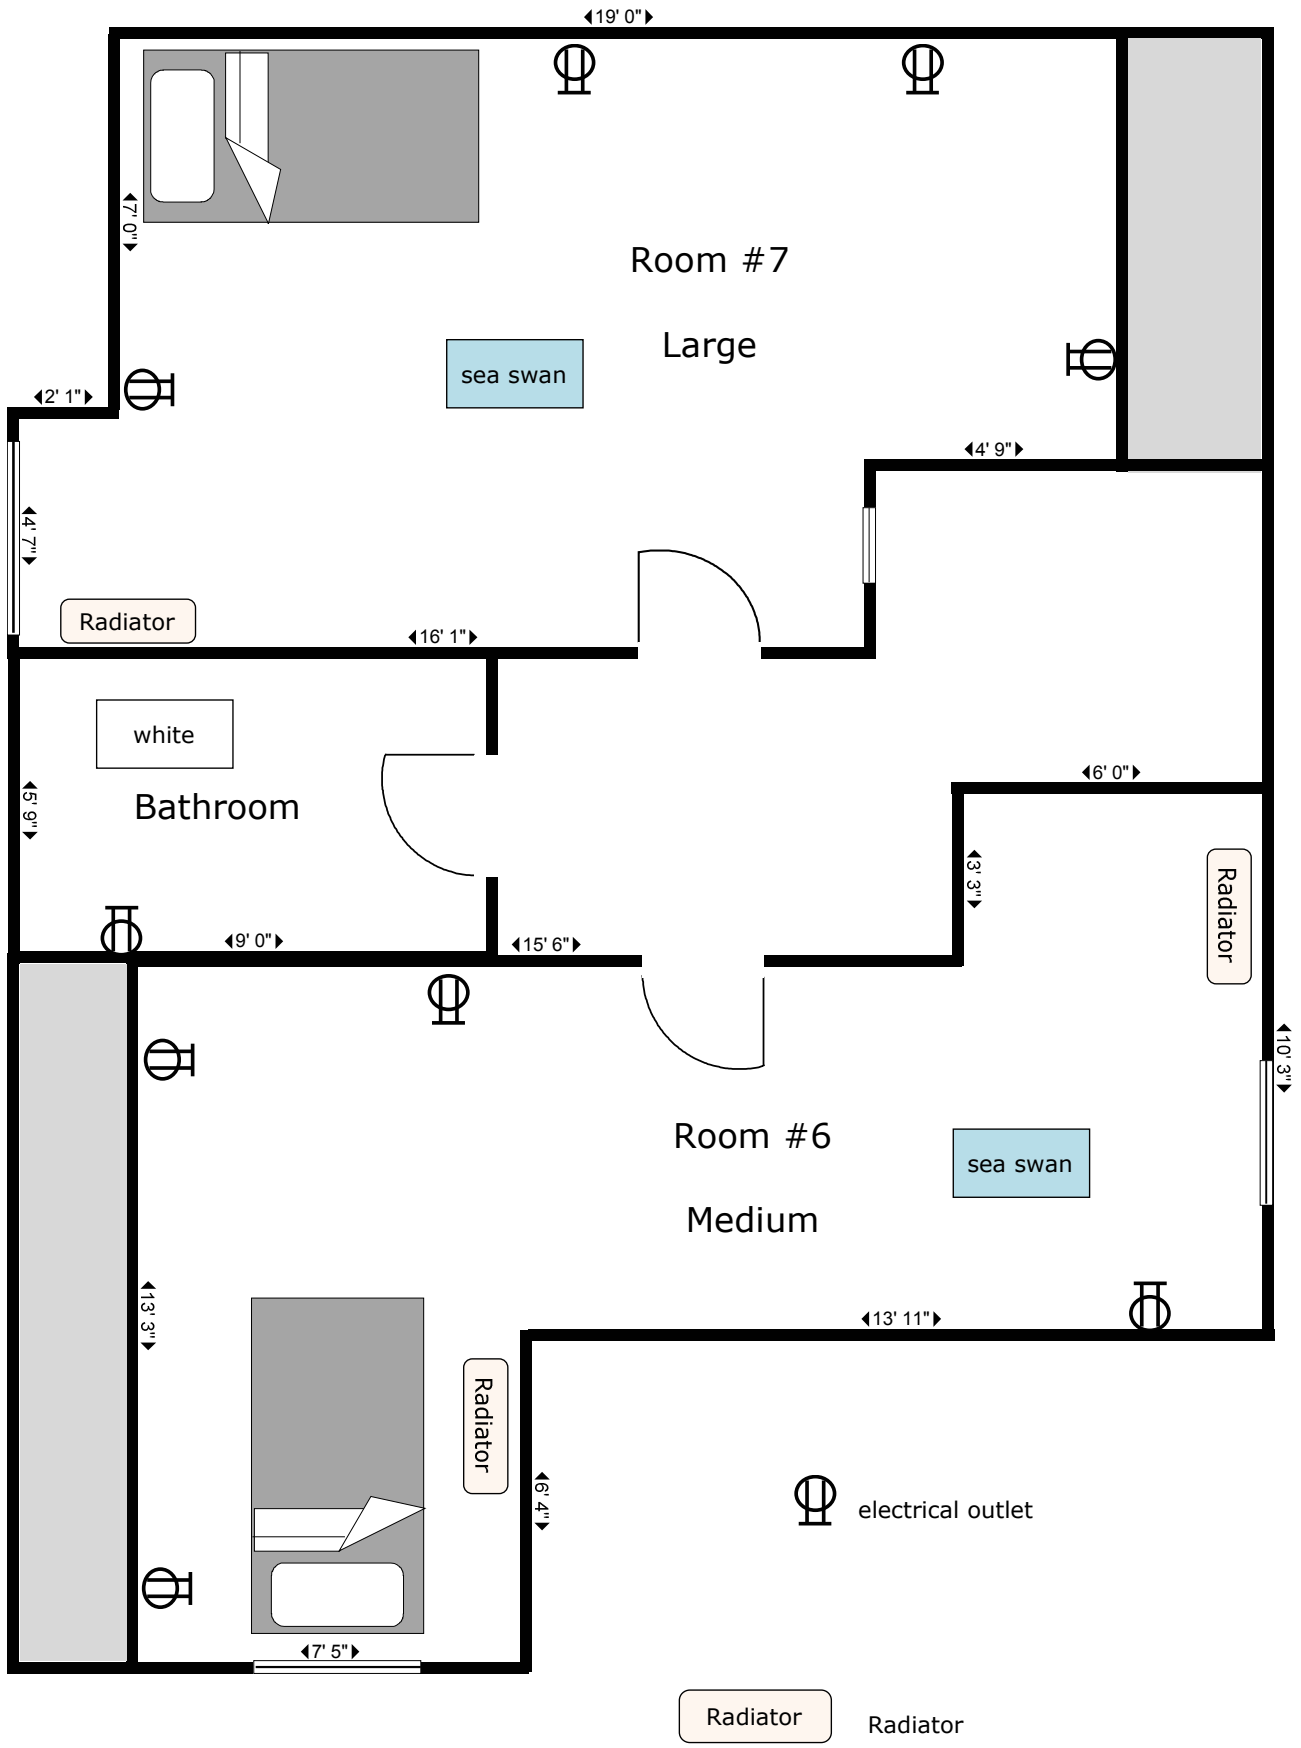 19' 0"
7' 0"
Room #7
Large
sea swan
2' 1"
4' 9"
4' 7"
Radiator
16' 1"
white
Bathroom
5' 9"
6' 0"
3' 3"
Radiator
9' 0"
15' 6"
10' 3"
Room #6
sea swan
Medium
13' 3"
13' 11"
Radiator
6' 4"
electrical outlet
7' 5"
Radiator
Radiator